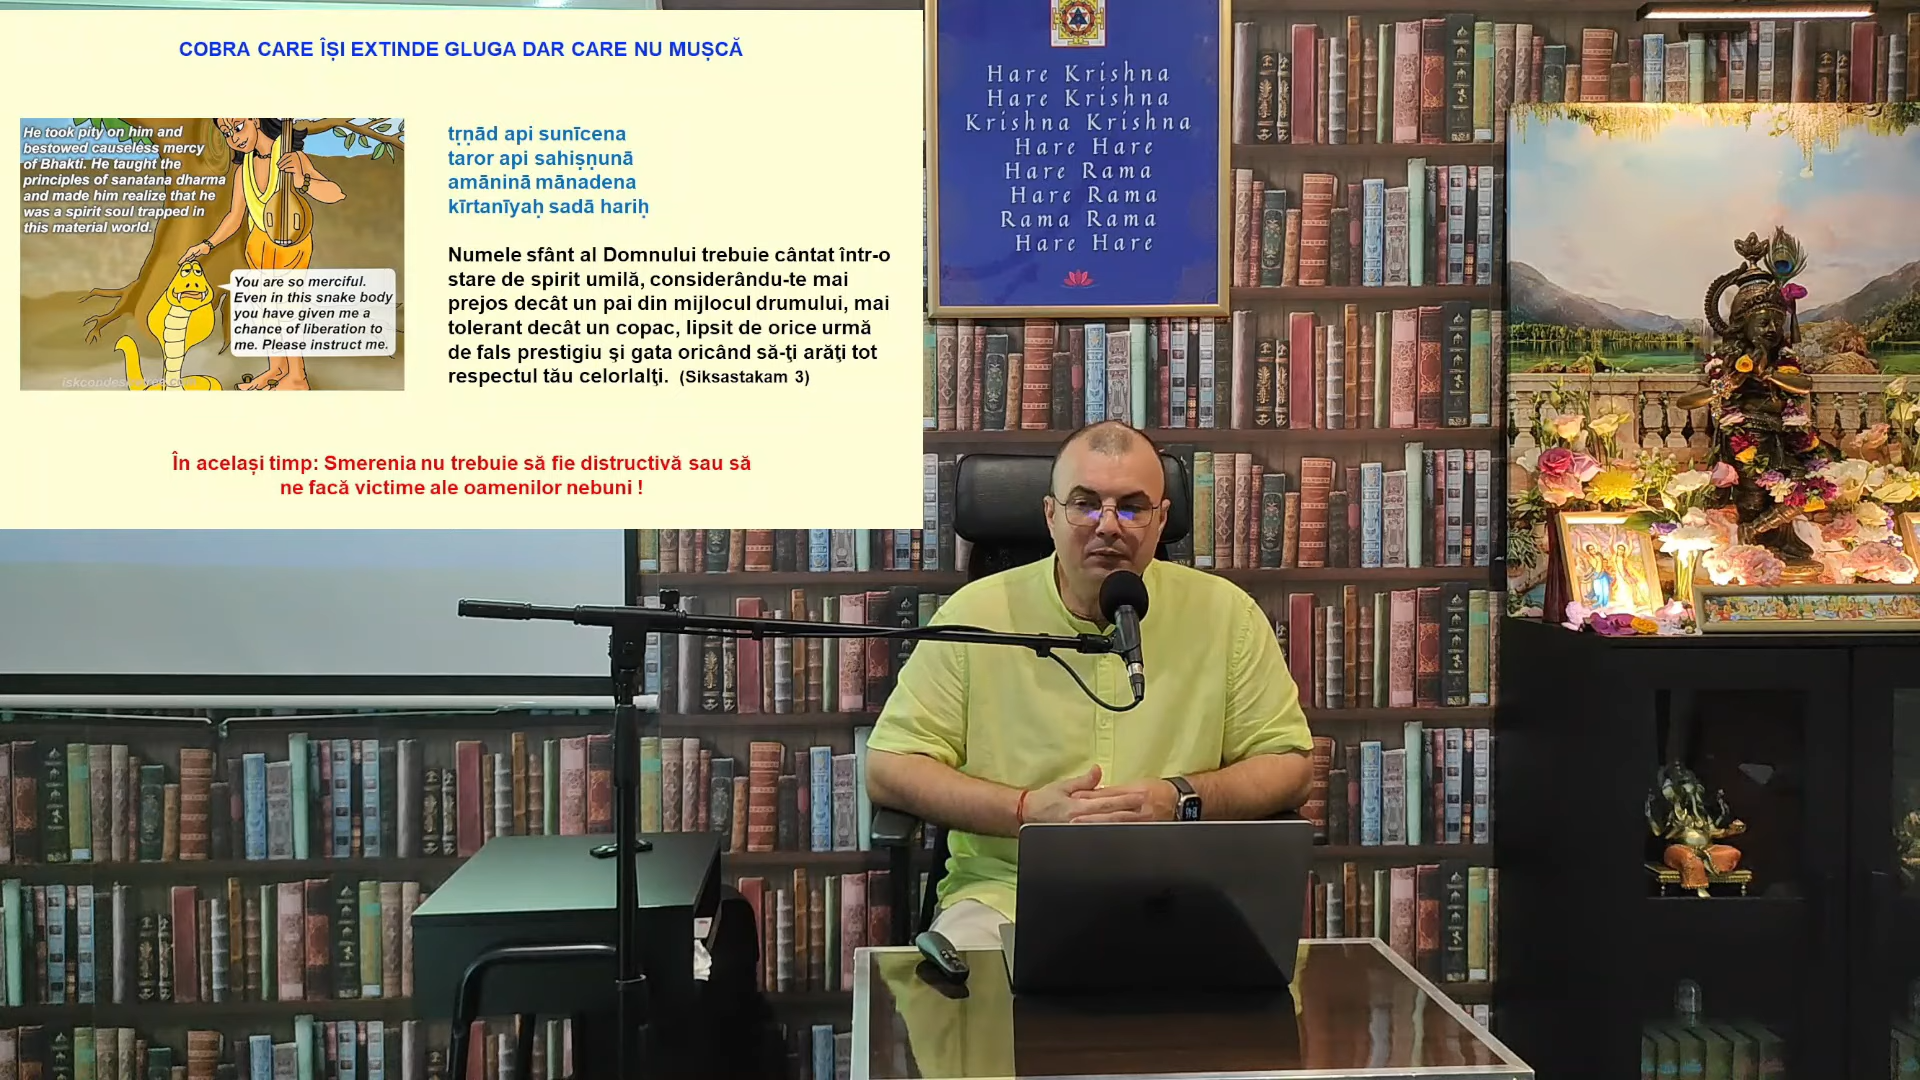 COBRA CARE ÎȘI EXTINDE GLUGA DAR CARE NU MUȘCĂ
He took pity on him and
bestowed causeless mercy
of Bhakti. He taught the
principles of sanatana dharma
and made him realize that he
was a spirit soul trapped in
this material world.
You are so merciful.
Even in this snake body
you have given me a
chance of liberation to
me. Please instruct me.
tṛṇād api sunīcena
taror api sahiṣṇunā
amāninā mānadena
kīrtanīyaḥ sadā hariḥ
Numele sfânt al Domnului trebuie cântat într-o
stare de spirit umilă, considerându-te mai
prejos decât un pai din mijlocul drumului, mai
tolerant decât un copac, lipsit de orice urmă
de fals prestigiu şi gata oricând să-ţi arăţi tot
respectul tău celorlalţi. (Siksastakam 3)
În același timp: Smerenia nu trebuie să fie distructivă sau să
ne facă victime ale oamenilor nebuni !
Hare Krishna
Hare Krishna
Krishna Krishna
Hare Hare
Hare Rama
Hare Rama
Rama Rama
Hare Hare